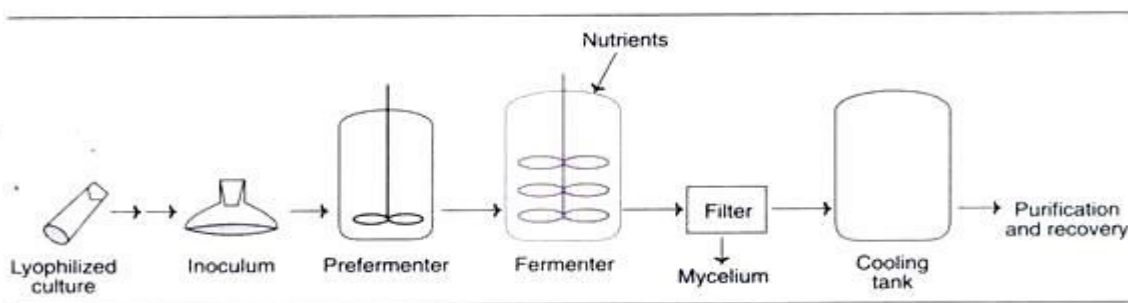 Nutrients
Filter
Lyophilized
culture
Inoculum
Prefermenter
Fermenter
Mycelium
Cooling
tank
Purification
and recovery